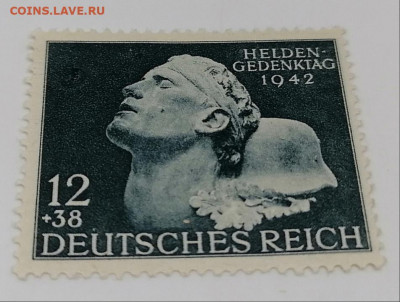 COINS.LAVE.RU
HELDEN-
GEDENKTAG
1942
12
+38
DEUTSCHES REICH